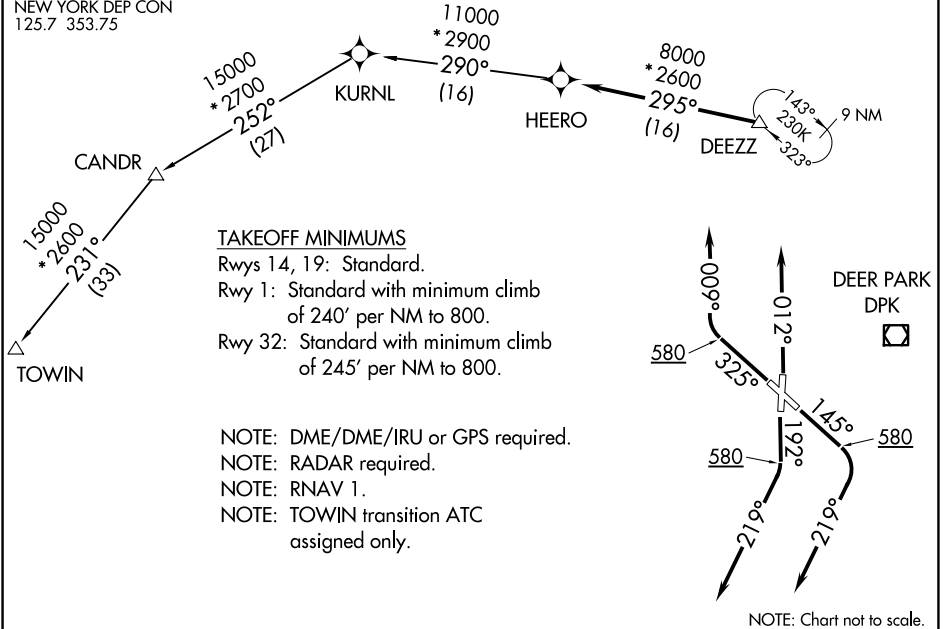 NEW YORK DEP CON
125.7 353.75
11000
*2900
290°
(16)
8000
*2600
295°
(16)
15000
*2700
252°
(27)
KURNL
HEERO
DEEZZ
143°
230K
323°
9 NM
CANDR
15000
*2600
231°
(33)
TOWIN
TAKEOFF MINIMUMS
Rwys 14, 19: Standard.
Rwy 1: Standard with minimum climb
of 240' per NM to 800.
Rwy 32: Standard with minimum climb
of 245' per NM to 800.
NOTE: DME/DME/IRU or GPS required.
NOTE: RADAR required.
NOTE: RNAV 1.
NOTE: TOWIN transition ATC
assigned only.
009°
012°
DEER PARK
DPK
580
325°
145°
192°
580
580
219°
219°
NOTE: Chart not to scale.